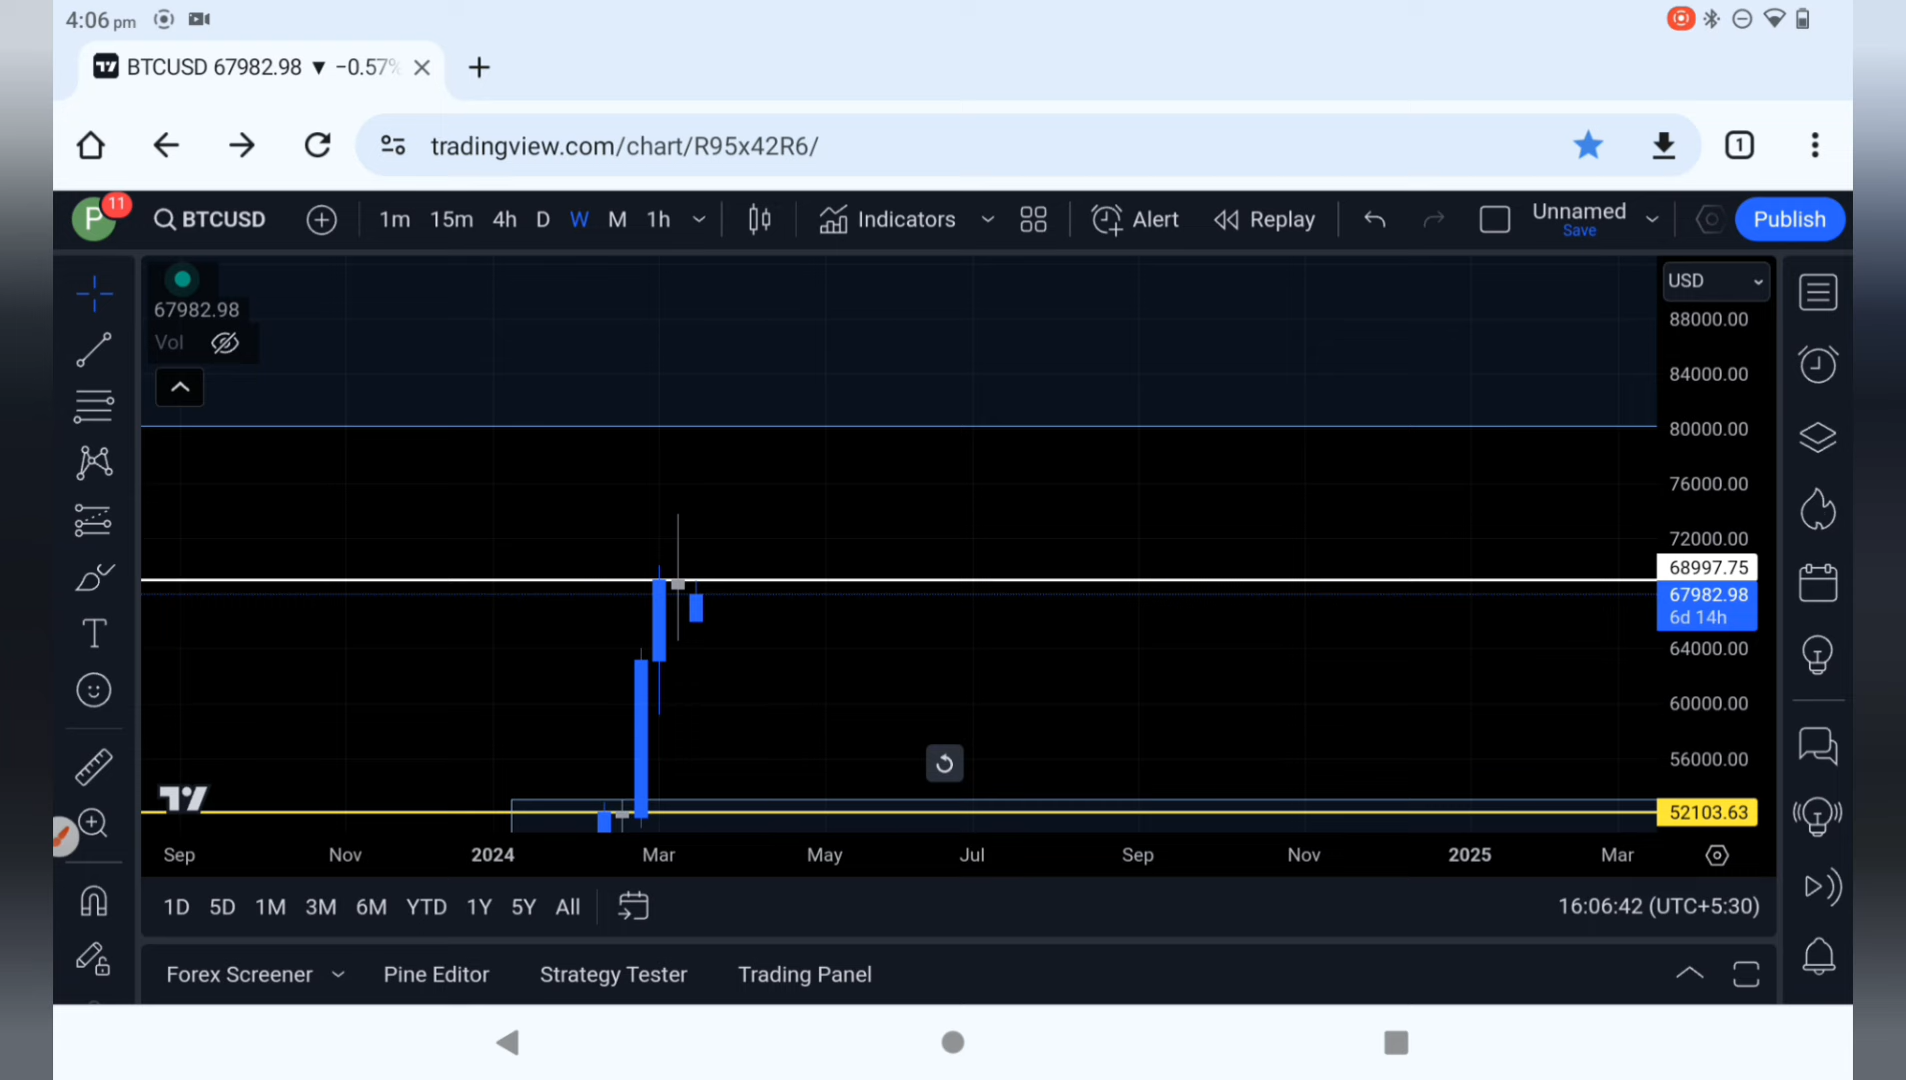 4:06 pm
BTCUSD 67982.98 ▼ −0.57%
1
tradingview.com/chart/R95x42R6/
P
11
BTCUSD
1m 15m 4h D W M 1h
Indicators
Alert
Replay
Unnamed
Save
Publish
67982.98
Vol
USD
88000.00
84000.00
80000.00
76000.00
72000.00
68997.75
67982.98
6d 14h
64000.00
60000.00
56000.00
52103.63
Sep Nov 2024 Mar May Jul Sep Nov 2025 Mar
1D 5D 1M 3M 6M YTD 1Y 5Y All
16:06:42 (UTC+5:30)
Forex Screener Pine Editor Strategy Tester Trading Panel